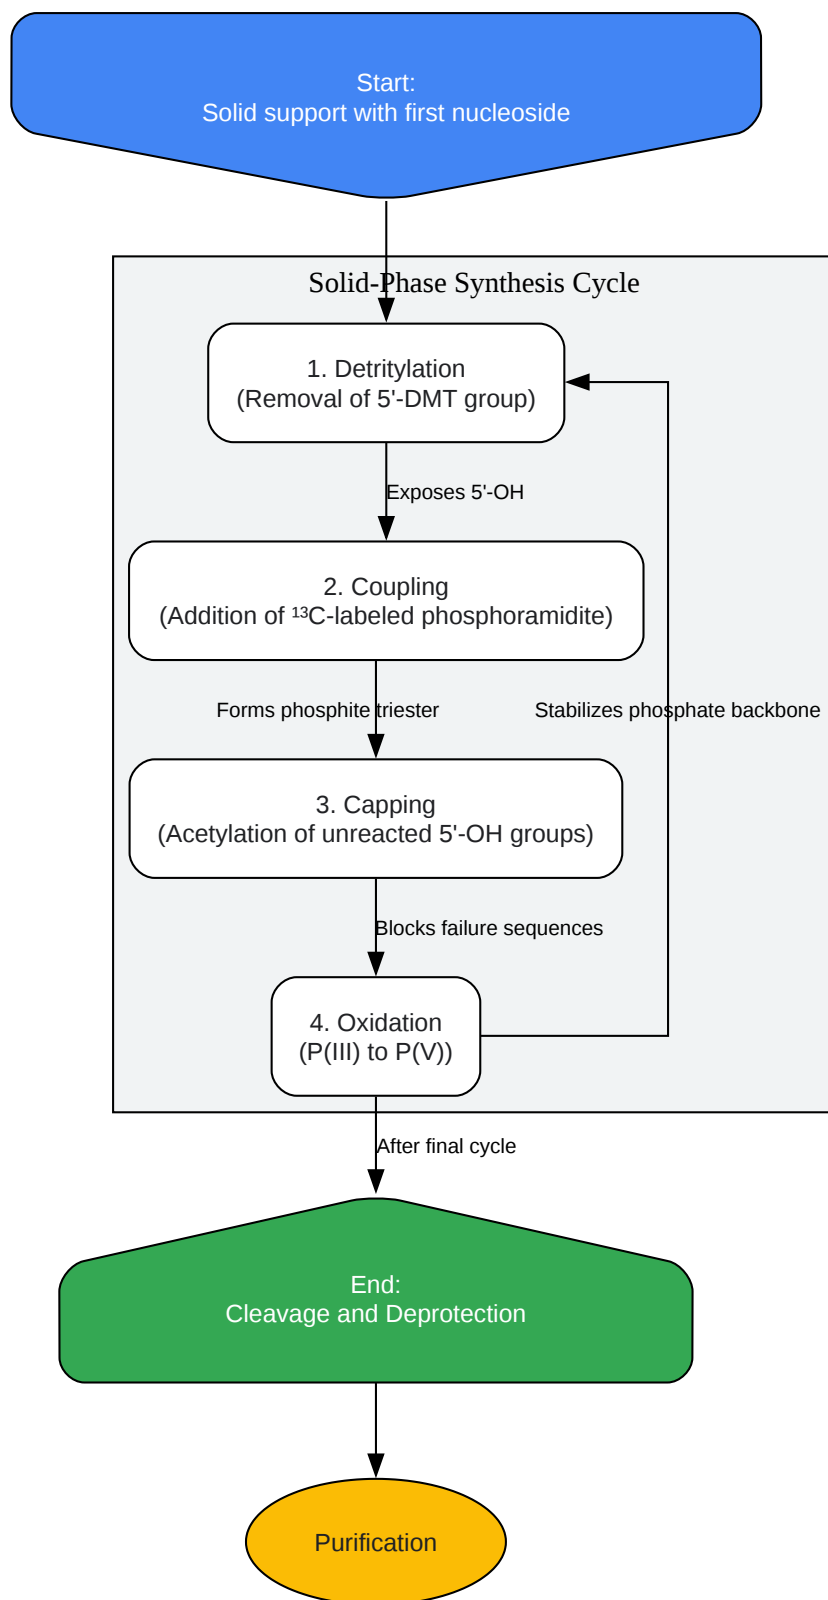 Start:
Solid support with first nucleoside
Solid-Phase Synthesis Cycle
1. Detritylation
(Removal of 5'-DMT group)
Exposes 5'-OH
2. Coupling
(Addition of ¹³C-labeled phosphoramidite)
Forms phosphite triester
Stabilizes phosphate backbone
3. Capping
(Acetylation of unreacted 5'-OH groups)
Blocks failure sequences
4. Oxidation
(P(III) to P(V))
After final cycle
End:
Cleavage and Deprotection
Purification